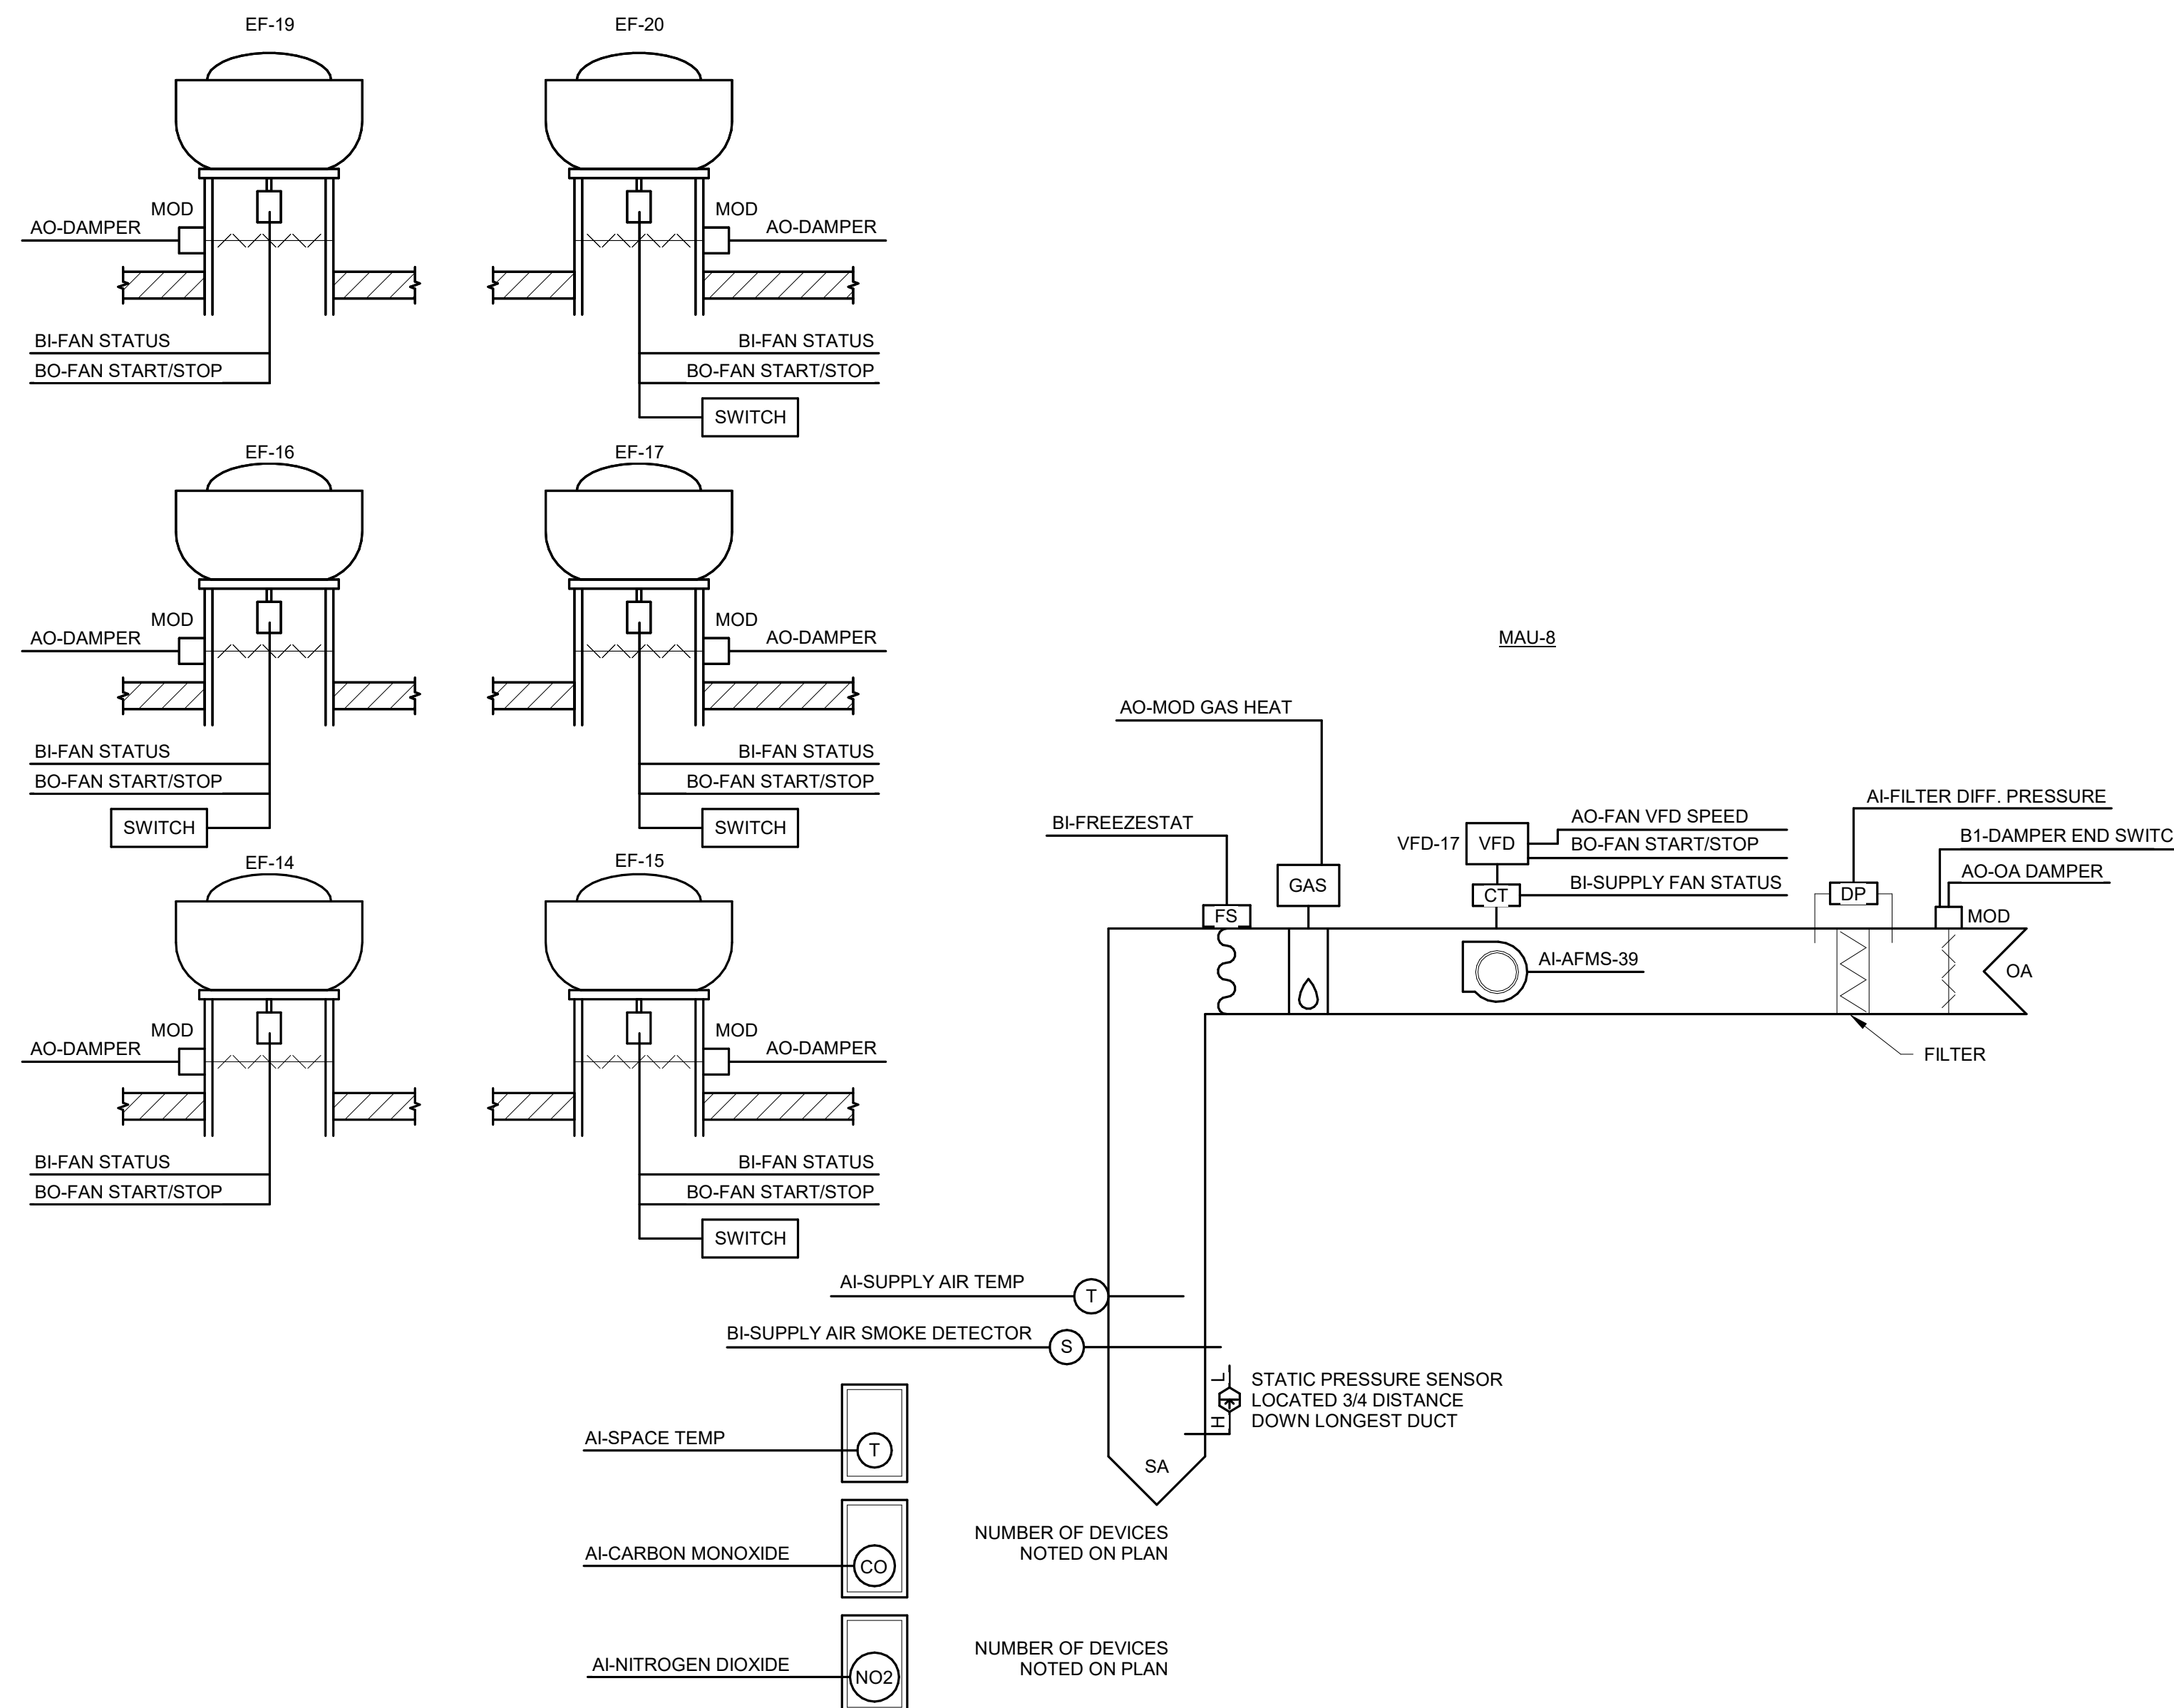 EF-19
MOD
AO-DAMPER
BI-FAN STATUS
BO-FAN START/STOP
EF-20
MOD
AO-DAMPER
BI-FAN STATUS
BO-FAN START/STOP
SWITCH
EF-16
MOD
AO-DAMPER
BI-FAN STATUS
BO-FAN START/STOP
SWITCH
EF-17
MOD
AO-DAMPER
BI-FAN STATUS
BO-FAN START/STOP
SWITCH
EF-14
MOD
AO-DAMPER
BI-FAN STATUS
BO-FAN START/STOP
EF-15
MOD
AO-DAMPER
BI-FAN STATUS
BO-FAN START/STOP
SWITCH
MAU-8
AO-MOD GAS HEAT
BI-FREEZESTAT
FS
GAS
VFD-17
VFD
AO-FAN VFD SPEED
BO-FAN START/STOP
CT
BI-SUPPLY FAN STATUS
AI-AFMS-39
AI-FILTER DIFF. PRESSURE
DP
B1-DAMPER END SWITC
AO-OA DAMPER
MOD
OA
FILTER
AI-SUPPLY AIR TEMP
T
BI-SUPPLY AIR SMOKE DETECTOR
S
L
H
STATIC PRESSURE SENSOR
LOCATED 3/4 DISTANCE
DOWN LONGEST DUCT
SA
AI-SPACE TEMP
T
AI-CARBON MONOXIDE
CO
NUMBER OF DEVICES
NOTED ON PLAN
AI-NITROGEN DIOXIDE
NO2
NUMBER OF DEVICES
NOTED ON PLAN